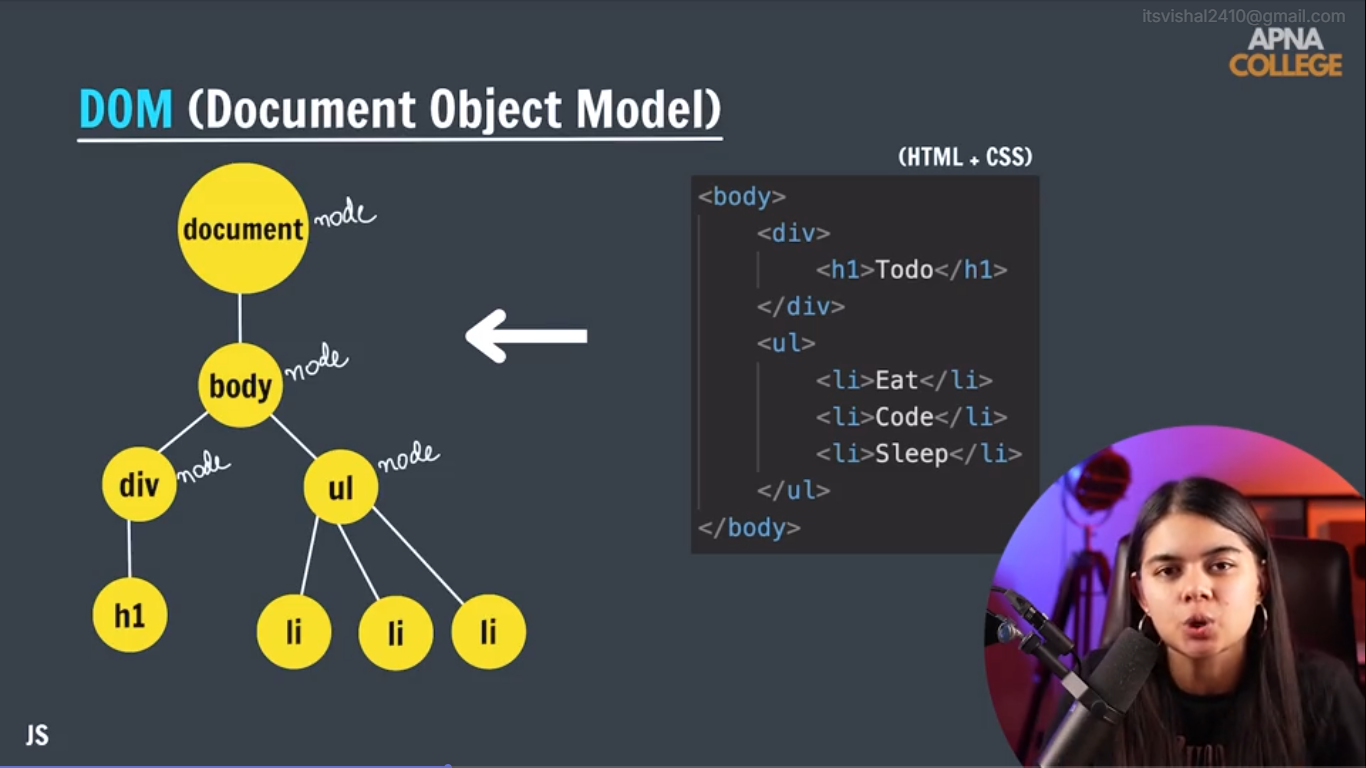 itsvishal2410@gmail.com
APNA
COLLEGE
DOM (Document Object Model)
(HTML + CSS)
document node
body node
div node
ul node
h1
li li li
<body>
<div>
<h1>Todo</h1>
</div>
<ul>
<li>Eat</li>
<li>Code</li>
<li>Sleep</li>
</ul>
</body>
JS